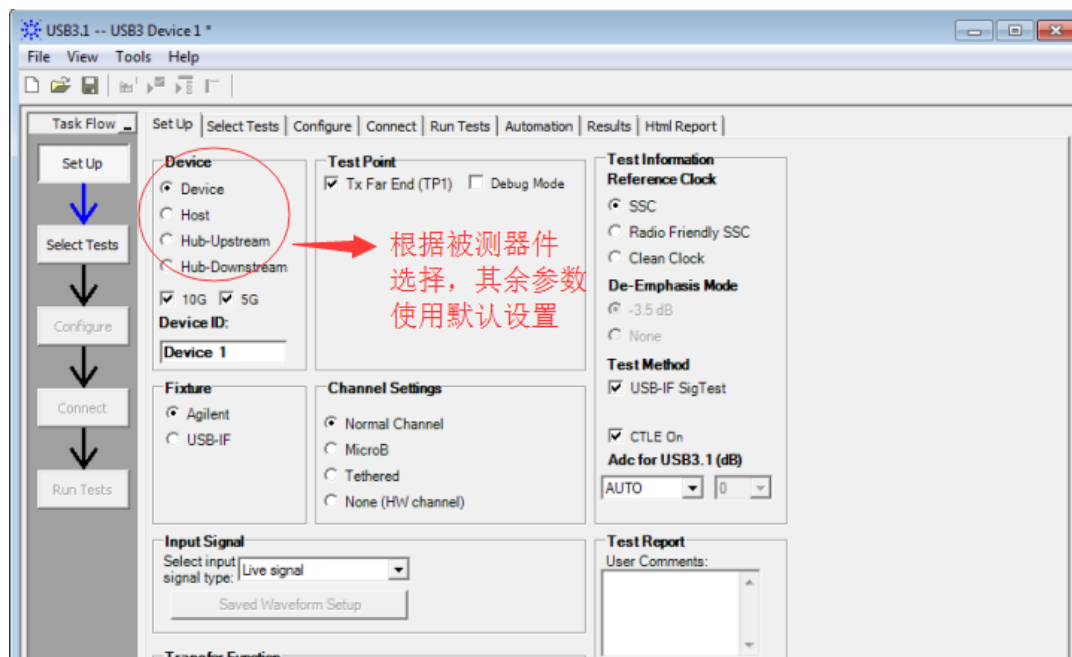 USB3.1 -- USB3 Device 1 *
File View Tools Help
Task Flow
Set Up
Select Tests
Configure
Connect
Run Tests
Set Up Select Tests Configure Connect Run Tests Automation Results Html Report
Device
Device
Host
Hub-Upstream
Hub-Downstream
10G 5G
Device ID:
Device 1
Test Point
Tx Far End (TP1) Debug Mode
根据被测器件
选择，其余参数
使用默认设置
Test Information
Reference Clock
SSC
Radio Friendly SSC
Clean Clock
De-Emphasis Mode
-3.5 dB
None
Test Method
USB-IF SigTest
CTLE On
Adc for USB3.1 (dB)
AUTO 0
Fixture
Agilent
USB-IF
Channel Settings
Normal Channel
MicroB
Tethered
None (HW channel)
Input Signal
Select input
signal type: Live signal
Saved Waveform Setup
Test Report
User Comments:
Transfer Function